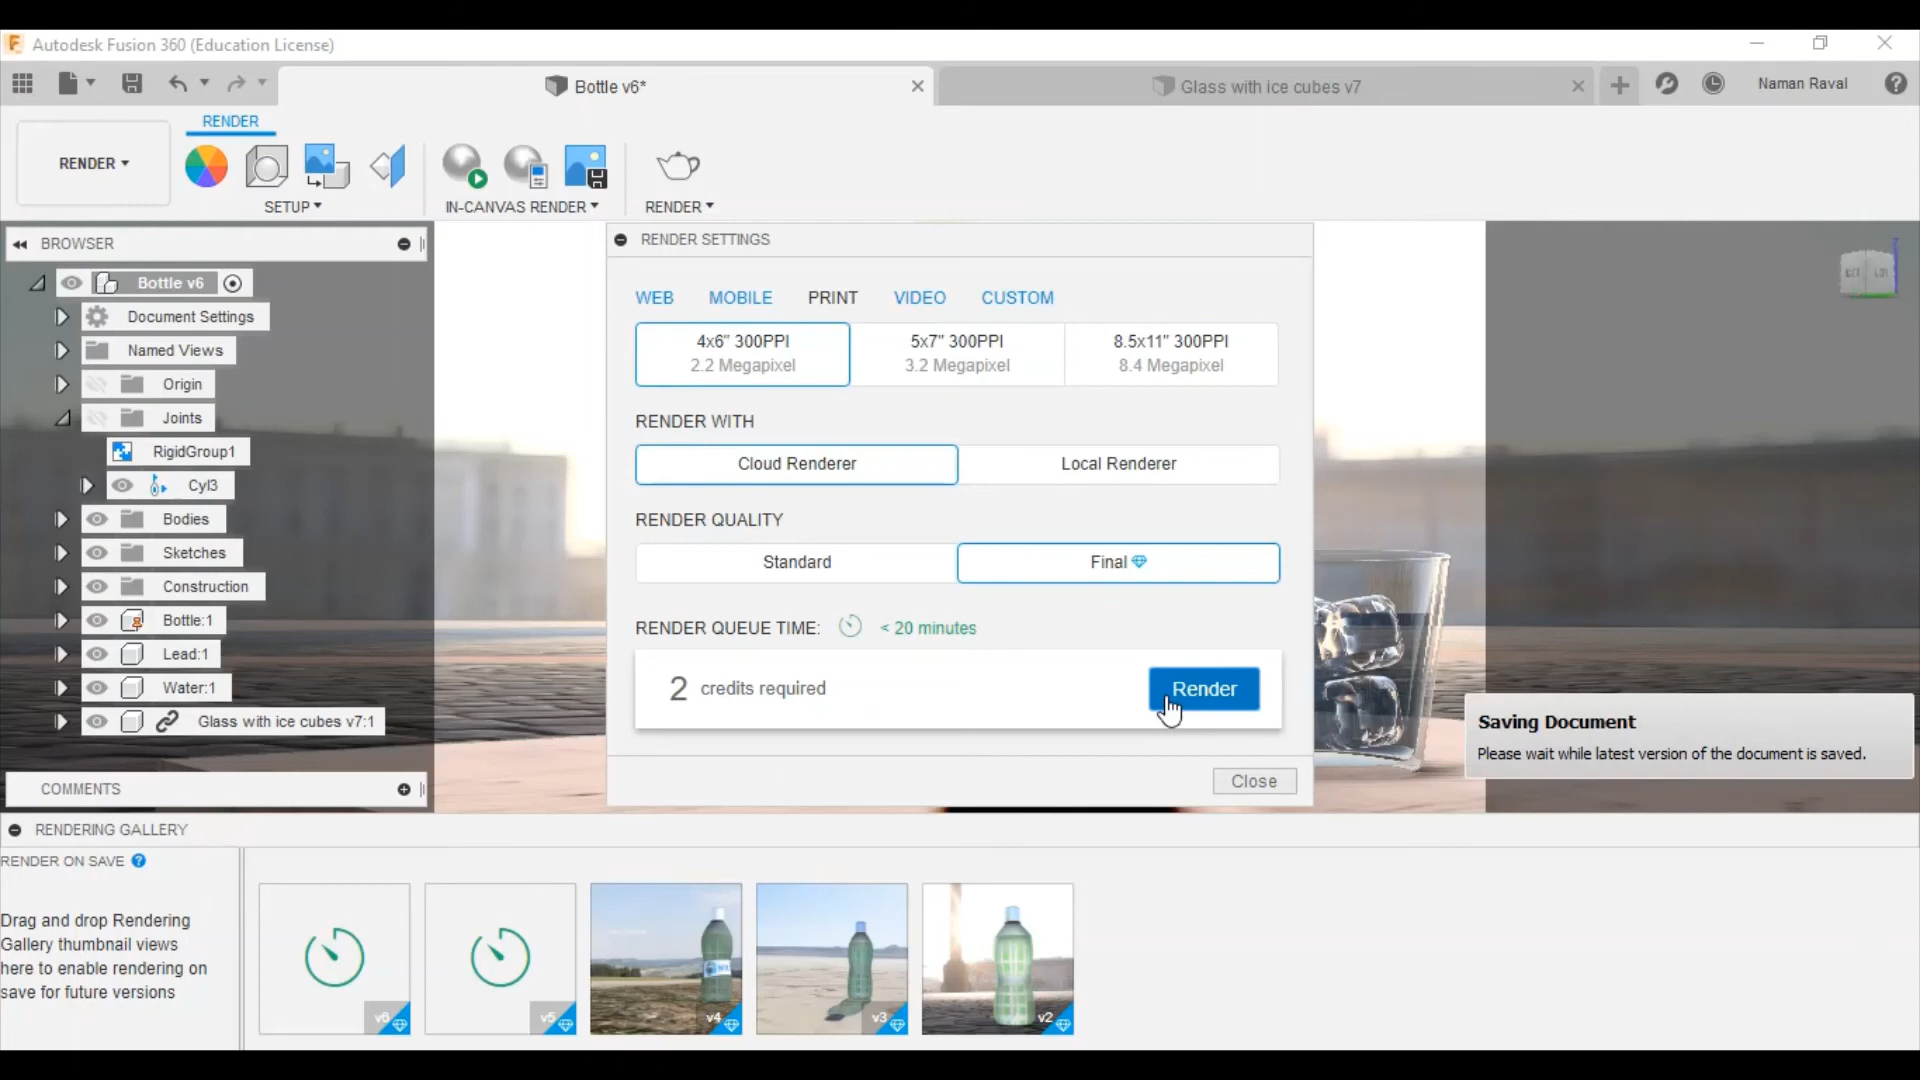 Autodesk Fusion 360 (Education License)
Bottle v6*
Glass with ice cubes v7
Naman Raval
RENDER
RENDER
SETUP
IN-CANVAS RENDER
RENDER
BROWSER
Bottle v6
Document Settings
Named Views
Origin
Joints
RigidGroup1
Cyl3
Bodies
Sketches
Construction
Bottle:1
Lead:1
Water:1
Glass with ice cubes v7:1
COMMENTS
RENDER SETTINGS
WEB MOBILE PRINT VIDEO CUSTOM
4x6" 300PPI
2.2 Megapixel
5x7" 300PPI
3.2 Megapixel
8.5x11" 300PPI
8.4 Megapixel
RENDER WITH
Cloud Renderer
Local Renderer
RENDER QUALITY
Standard
Final
RENDER QUEUE TIME: < 20 minutes
2 credits required
Render
Close
Saving Document
Please wait while latest version of the document is saved.
RENDERING GALLERY
RENDER ON SAVE
Drag and drop Rendering
Gallery thumbnail views
here to enable rendering on
save for future versions
v6
v5
v4
v3
v2